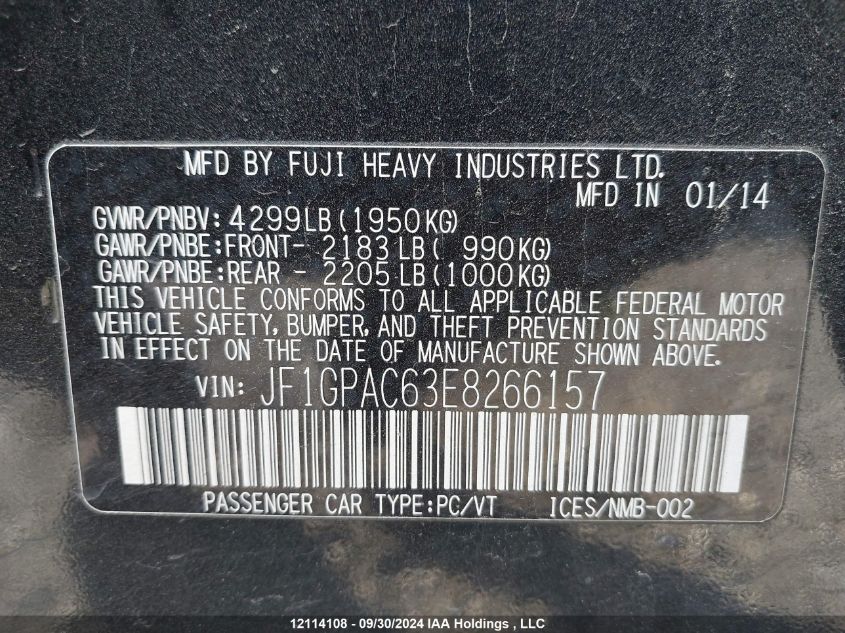 MFD BY FUJI HEAVY INDUSTRIES LTD.
MFD IN 01/14
GVWR/PNBV: 4299LB(1950KG)
GAWR/PNBE:FRONT- 2183LB( 990KG)
GAWR/PNBE:REAR - 2205LB(1000KG)
THIS VEHICLE CONFORMS TO ALL APPLICABLE FEDERAL MOTOR
VEHICLE SAFETY, BUMPER, AND THEFT PREVENTION STANDARDS
IN EFFECT ON THE DATE OF MANUFACTURE SHOWN ABOVE.
VIN: JF1GPAC63E8266157
PASSENGER CAR TYPE:PC/VT ICES/NMB-002
12114108 - 09/30/2024 IAA Holdings , LLC